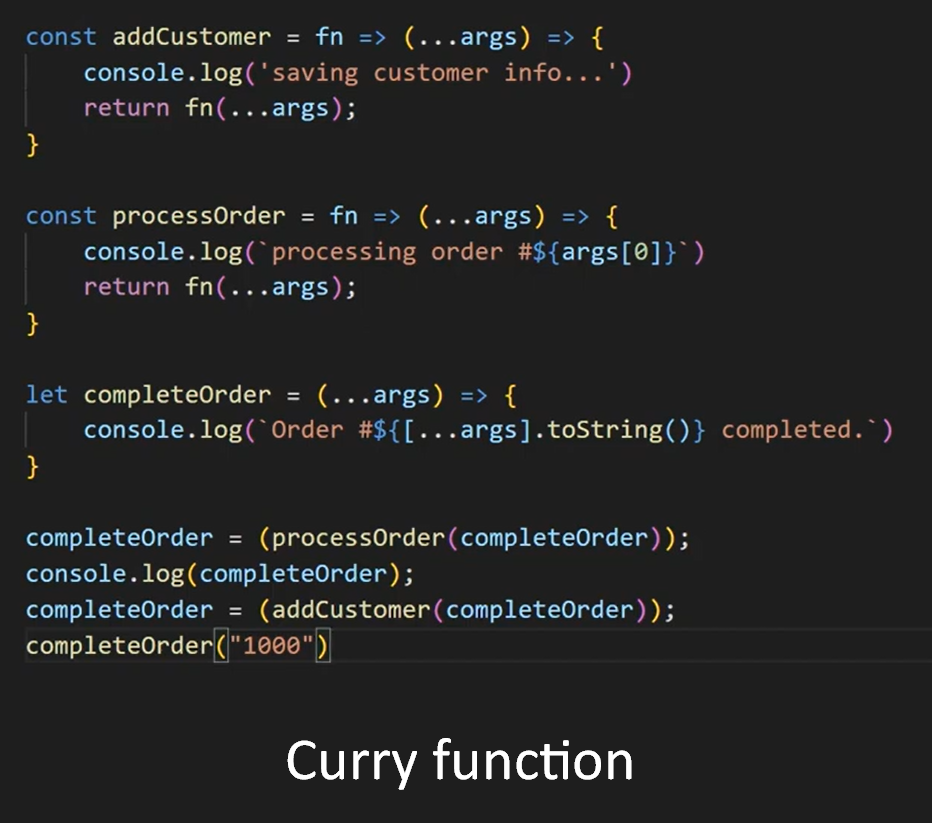 const addCustomer = fn => (...args) => {
    console.log('saving customer info...')
    return fn(...args);
}
const processOrder = fn => (...args) => {
    console.log(`processing order #${args[0]}`)
    return fn(...args);
}
let completeOrder = (...args) => {
    console.log(`Order #${[...args].toString()} completed.`)
}
completeOrder = (processOrder(completeOrder));
console.log(completeOrder);
completeOrder = (addCustomer(completeOrder));
completeOrder("1000")
Curry function